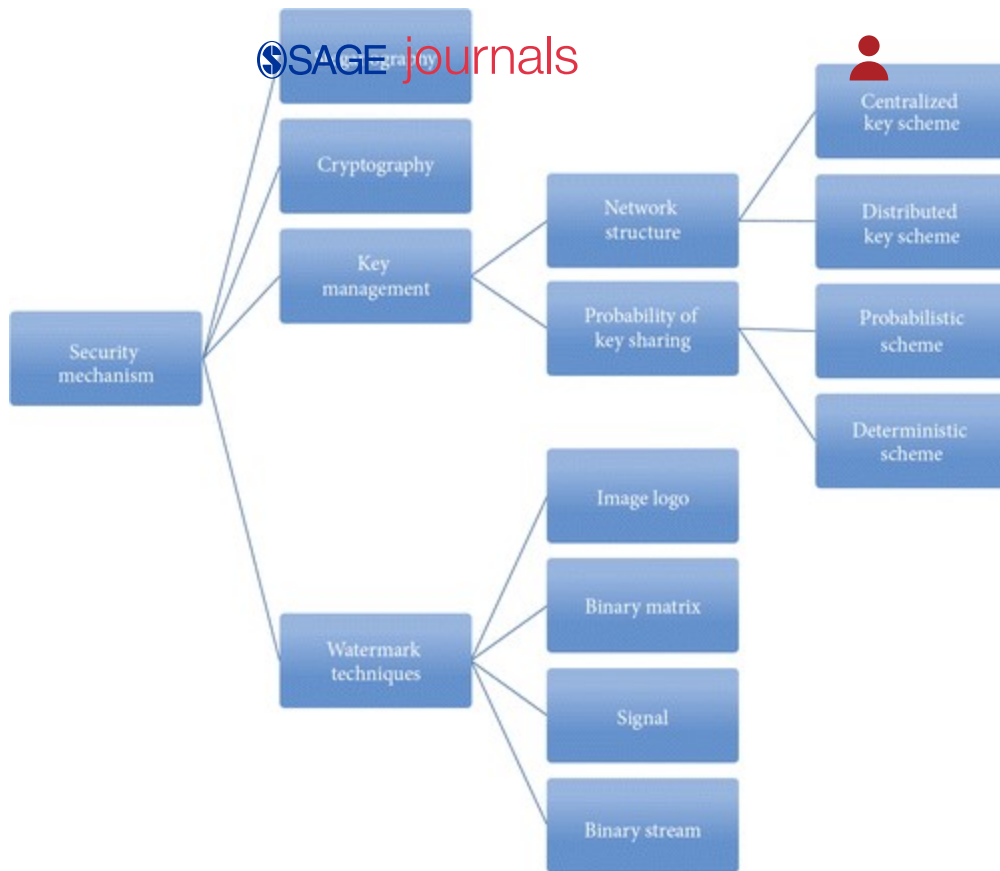 SAGE journals
Cryptography
Key
management
Security
mechanism
Watermark
techniques
Network
structure
Probability of
key sharing
Image logo
Binary matrix
Signal
Binary stream
Centralized
key scheme
Distributed
key scheme
Probabilistic
scheme
Deterministic
scheme